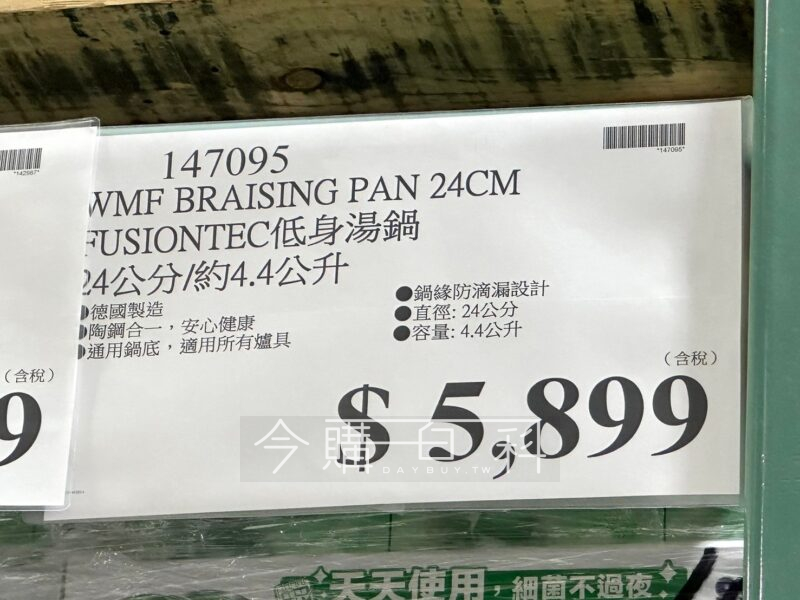 147095
WMF BRAISING PAN 24CM
FUSIONTEC低身湯鍋
24公分/約4.4公升
●德國製造
●陶鋼合一，安心健康
●通用鍋底，適用所有爐具
●鍋緣防滴漏設計
●直徑: 24公分
●容量: 4.4公升
（含稅）
$ 5,899
*147095*
*142987*
（含稅）
9
今購百科
DAYBUY.TW
天天使用，細菌不過夜